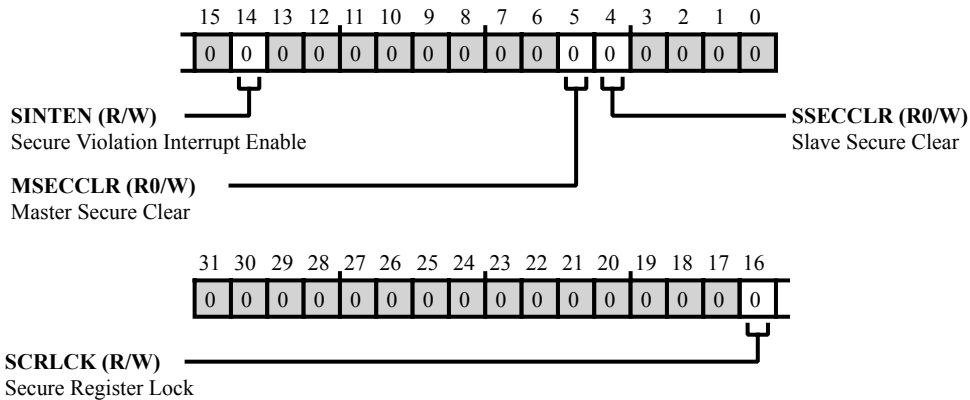 15 14 13 12 11 10 9 8 7 6 5 4 3 2 1 0
0 0 0 0 0 0 0 0 0 0 0 0 0 0 0 0
SINTEN (R/W)
Secure Violation Interrupt Enable
SSECCLR (R0/W)
Slave Secure Clear
MSECCLR (R0/W)
Master Secure Clear
31 30 29 28 27 26 25 24 23 22 21 20 19 18 17 16
0 0 0 0 0 0 0 0 0 0 0 0 0 0 0 0
SCRLCK (R/W)
Secure Register Lock